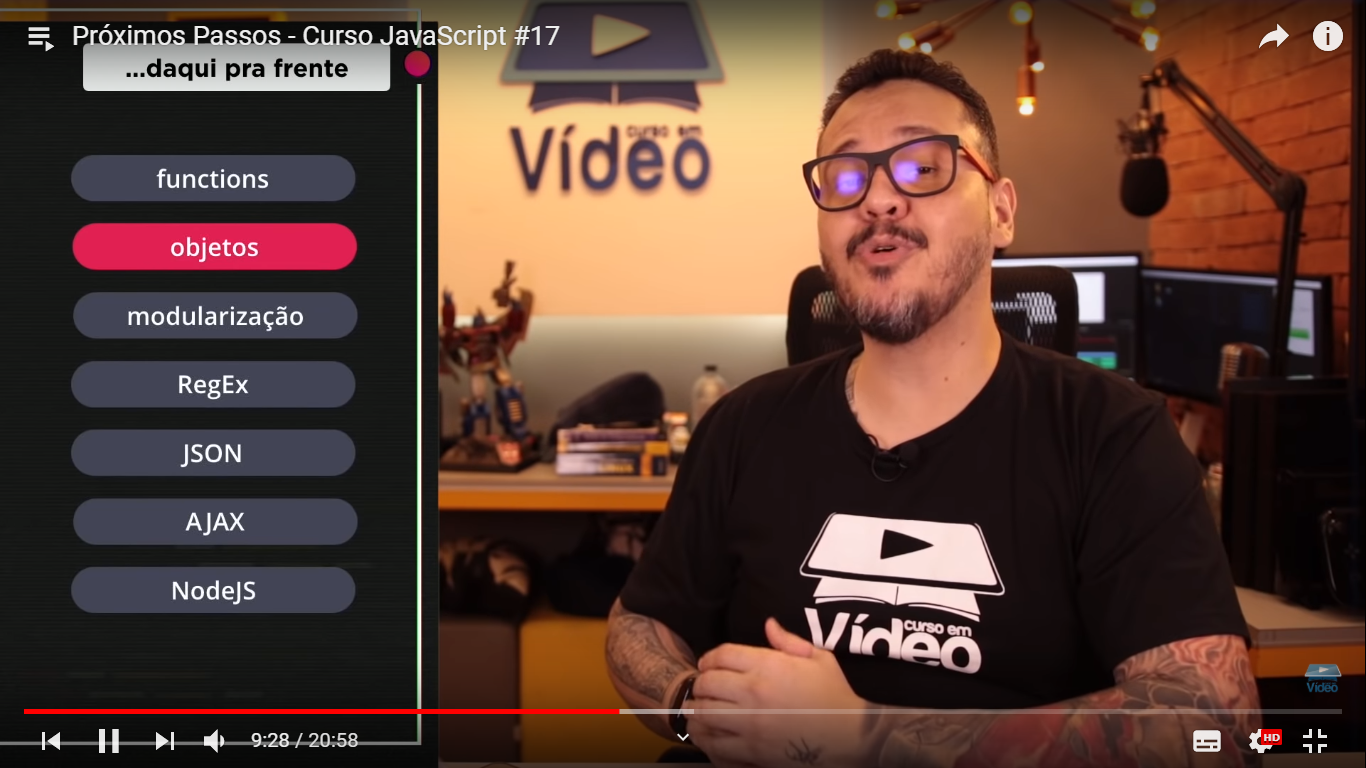 Próximos Passos - Curso JavaScript #17
...daqui pra frente
functions
objetos
modularização
RegEx
JSON
AJAX
NodeJS
curso em
Vídeo
curso em
Vídeo
Vídeo
9:28 / 20:58
HD